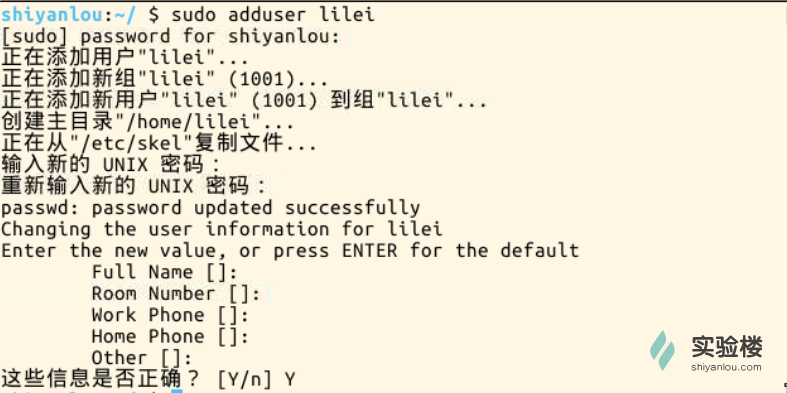 shiyanlou:~/ $ sudo adduser lilei
[sudo] password for shiyanlou:
正在添加用户"lilei"...
正在添加新组"lilei" (1001)...
正在添加新用户"lilei" (1001) 到组"lilei"...
创建主目录"/home/lilei"...
正在从"/etc/skel"复制文件...
输入新的 UNIX 密码：
重新输入新的 UNIX 密码：
passwd: password updated successfully
Changing the user information for lilei
Enter the new value, or press ENTER for the default
Full Name []:
Room Number []:
Work Phone []:
Home Phone []:
Other []:
这些信息是否正确？ [Y/n] Y
实验楼
shiyanlou.com